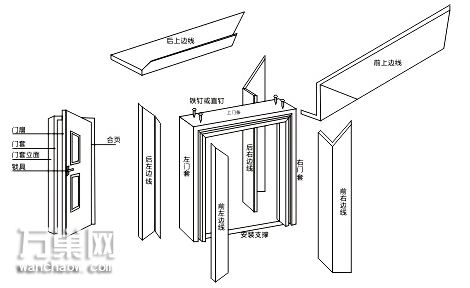 后上边线
前上边线
铁钉或直钉
上门套
门扇
门套
门套立面
锁具
合页
后左边线
左门套
后右边线
右门套
前左边线
前右边线
安装支撑
万巢网
wanchaow.com